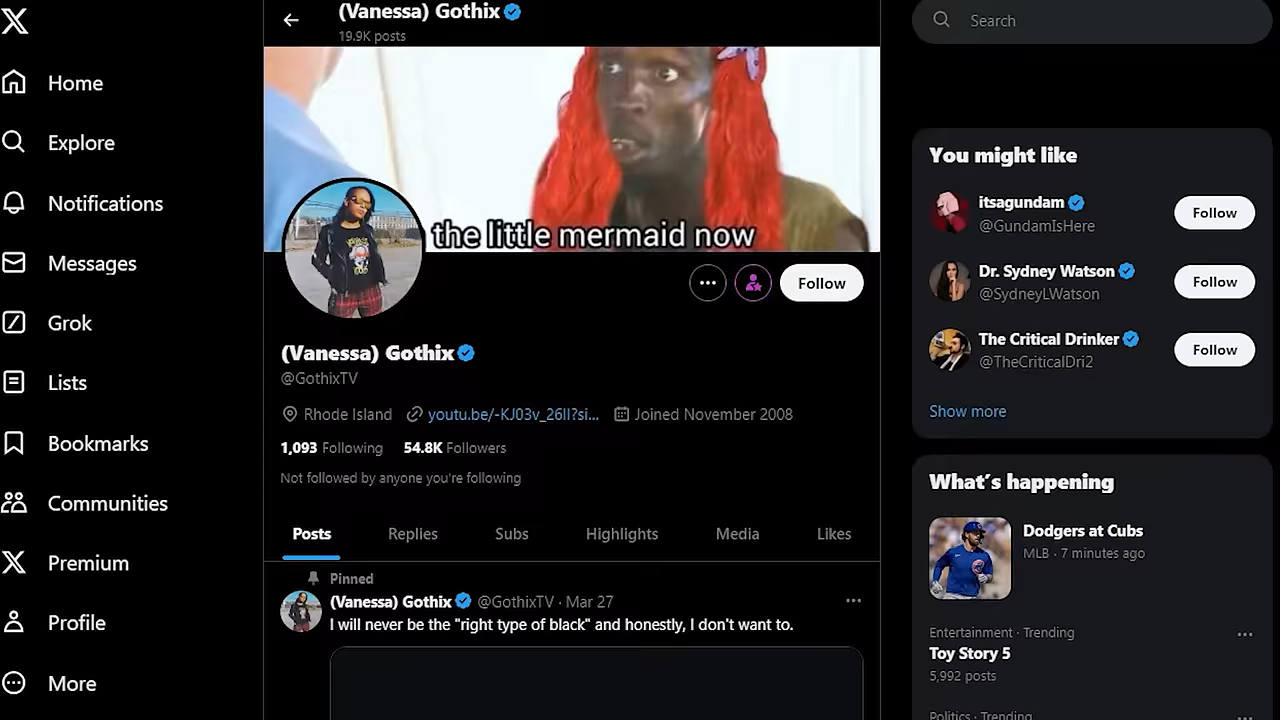 (Vanessa) Gothix
19.9K posts
the little mermaid now
Follow
(Vanessa) Gothix
@GothixTV
Rhode Island youtu.be/-KJ03v_26lI?si... Joined November 2008
1,093 Following 54.8K Followers
Not followed by anyone you're following
Posts Replies Subs Highlights Media Likes
Pinned
(Vanessa) Gothix @GothixTV · Mar 27
I will never be the "right type of black" and honestly, I don't want to.
Home
Explore
Notifications
Messages
Grok
Lists
Bookmarks
Communities
Premium
Profile
More
Search
You might like
itsagundam
@GundamIsHere
Follow
Dr. Sydney Watson
@SydneyLWatson
Follow
The Critical Drinker
@TheCriticalDri2
Follow
Show more
What's happening
Dodgers at Cubs
MLB · 7 minutes ago
Entertainment · Trending
Toy Story 5
5,992 posts
Politics · Trending